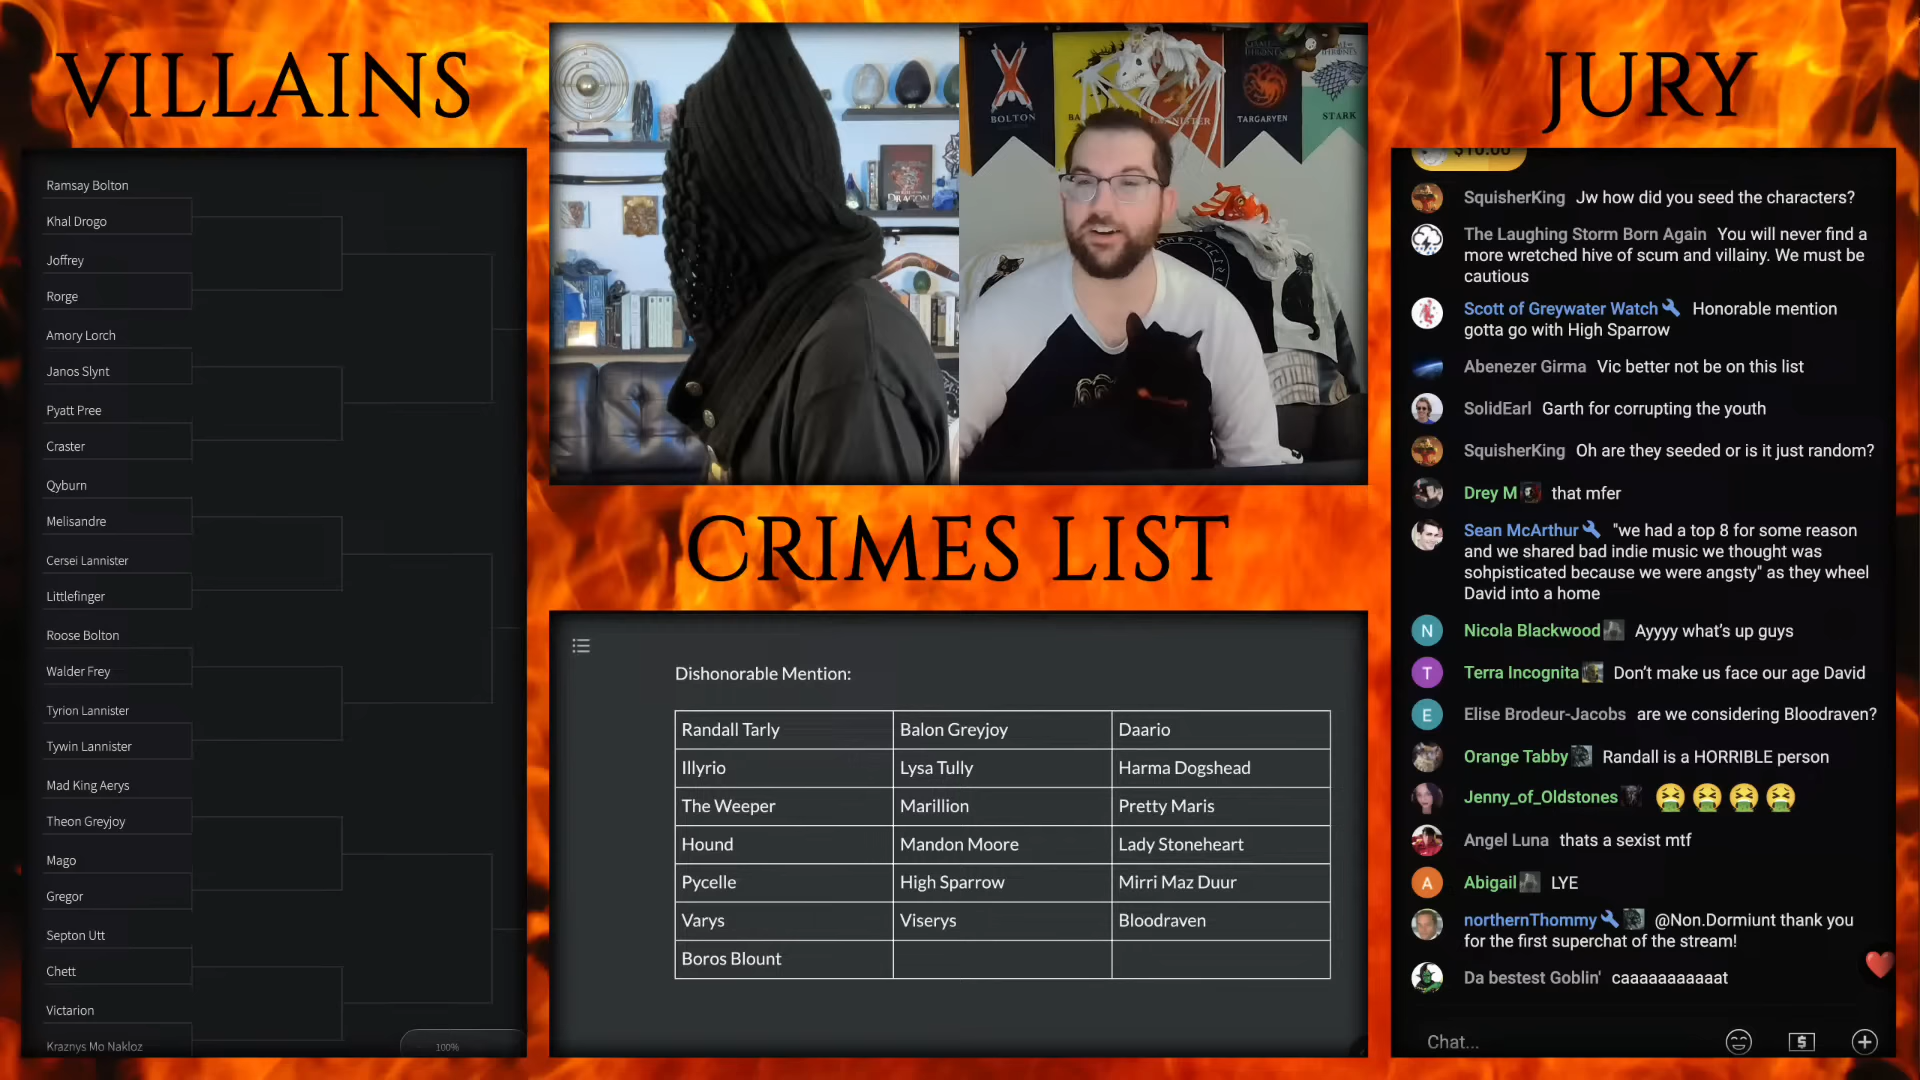 VILLAINS
JURY
Ramsay Bolton
Khal Drogo
Joffrey
Rorge
Amory Lorch
Janos Slynt
Pyatt Pree
Craster
Qyburn
Melisandre
Cersei Lannister
Littlefinger
Roose Bolton
Walder Frey
Tyrion Lannister
Tywin Lannister
Mad King Aerys
Theon Greyjoy
Mago
Gregor
Septon Utt
Chett
Victarion
Kraznys Mo Nakloz
100%
BOLTON
TARGARYEN
STARK
DRAGON
CRIMES LIST
Dishonorable Mention:
Randall Tarly Balon Greyjoy Daario
Illyrio Lysa Tully Harma Dogshead
The Weeper Marillion Pretty Maris
Hound Mandon Moore Lady Stoneheart
Pycelle High Sparrow Mirri Maz Duur
Varys Viserys Bloodraven
Boros Blount
$10.00
SquisherKing Jw how did you seed the characters?
The Laughing Storm Born Again You will never find a
more wretched hive of scum and villainy. We must be
cautious
Scott of Greywater Watch Honorable mention
gotta go with High Sparrow
Abenezer Girma Vic better not be on this list
SolidEarl Garth for corrupting the youth
SquisherKing Oh are they seeded or is it just random?
Drey M that mfer
Sean McArthur "we had a top 8 for some reason
and we shared bad indie music we thought was
sohpisticated because we were angsty" as they wheel
David into a home
N Nicola Blackwood Ayyyy what's up guys
T Terra Incognita Don't make us face our age David
E Elise Brodeur-Jacobs are we considering Bloodraven?
Orange Tabby Randall is a HORRIBLE person
Jenny_of_Oldstones 🤮 🤮 🤮 🤮
Angel Luna thats a sexist mtf
A Abigail LYE
northernThommy @Non.Dormiunt thank you
for the first superchat of the stream!
Da bestest Goblin' caaaaaaaaaaat
Chat...